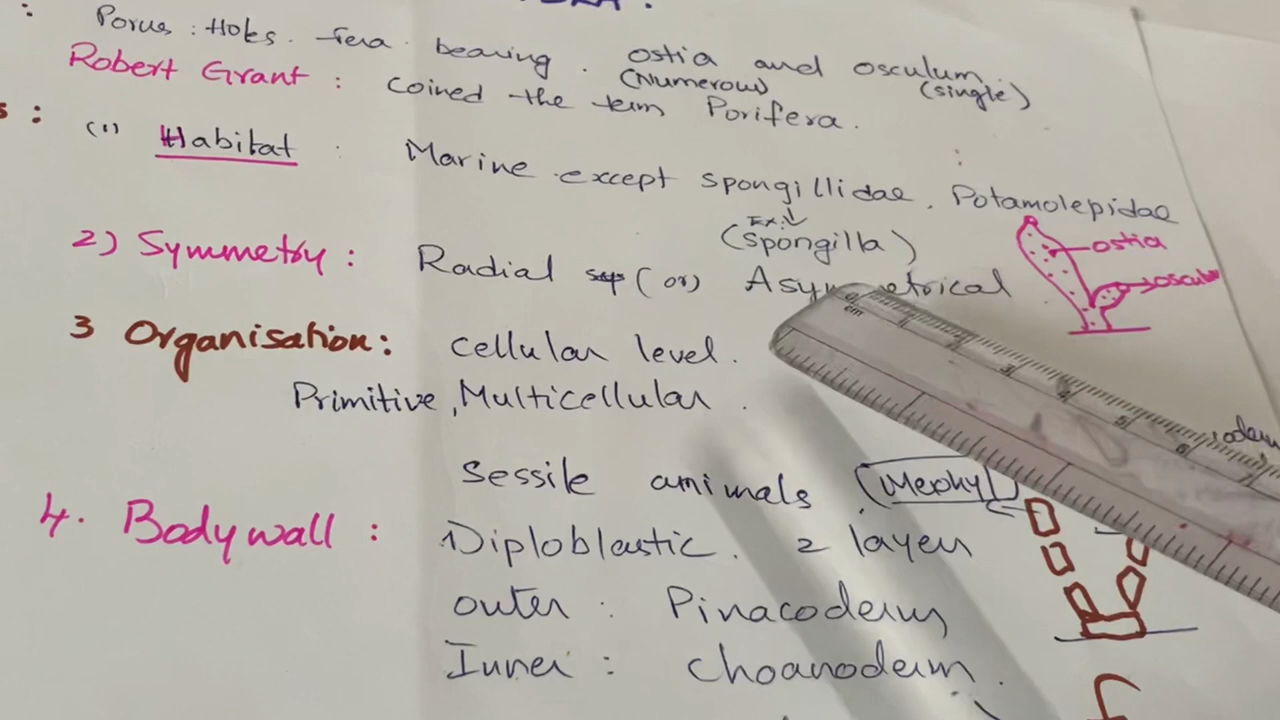 : Porus : Holes . fera . bearing . ostia and osculum
(Numerous) (single)
Robert Grant : coined the term Porifera .
s :
(1) Habitat : Marine except spongillidae , Potamolepidae
Ex:
(spongilla)
ostia
2) Symmetry : Radial (or) Asymmetrical
3 Organisation : cellular level .
Primitive , Multicellular .
Sessile animals
4. Bodywall : Diploblastic . 2 layers
outer : Pinacoderm
Inner : choanoderm .